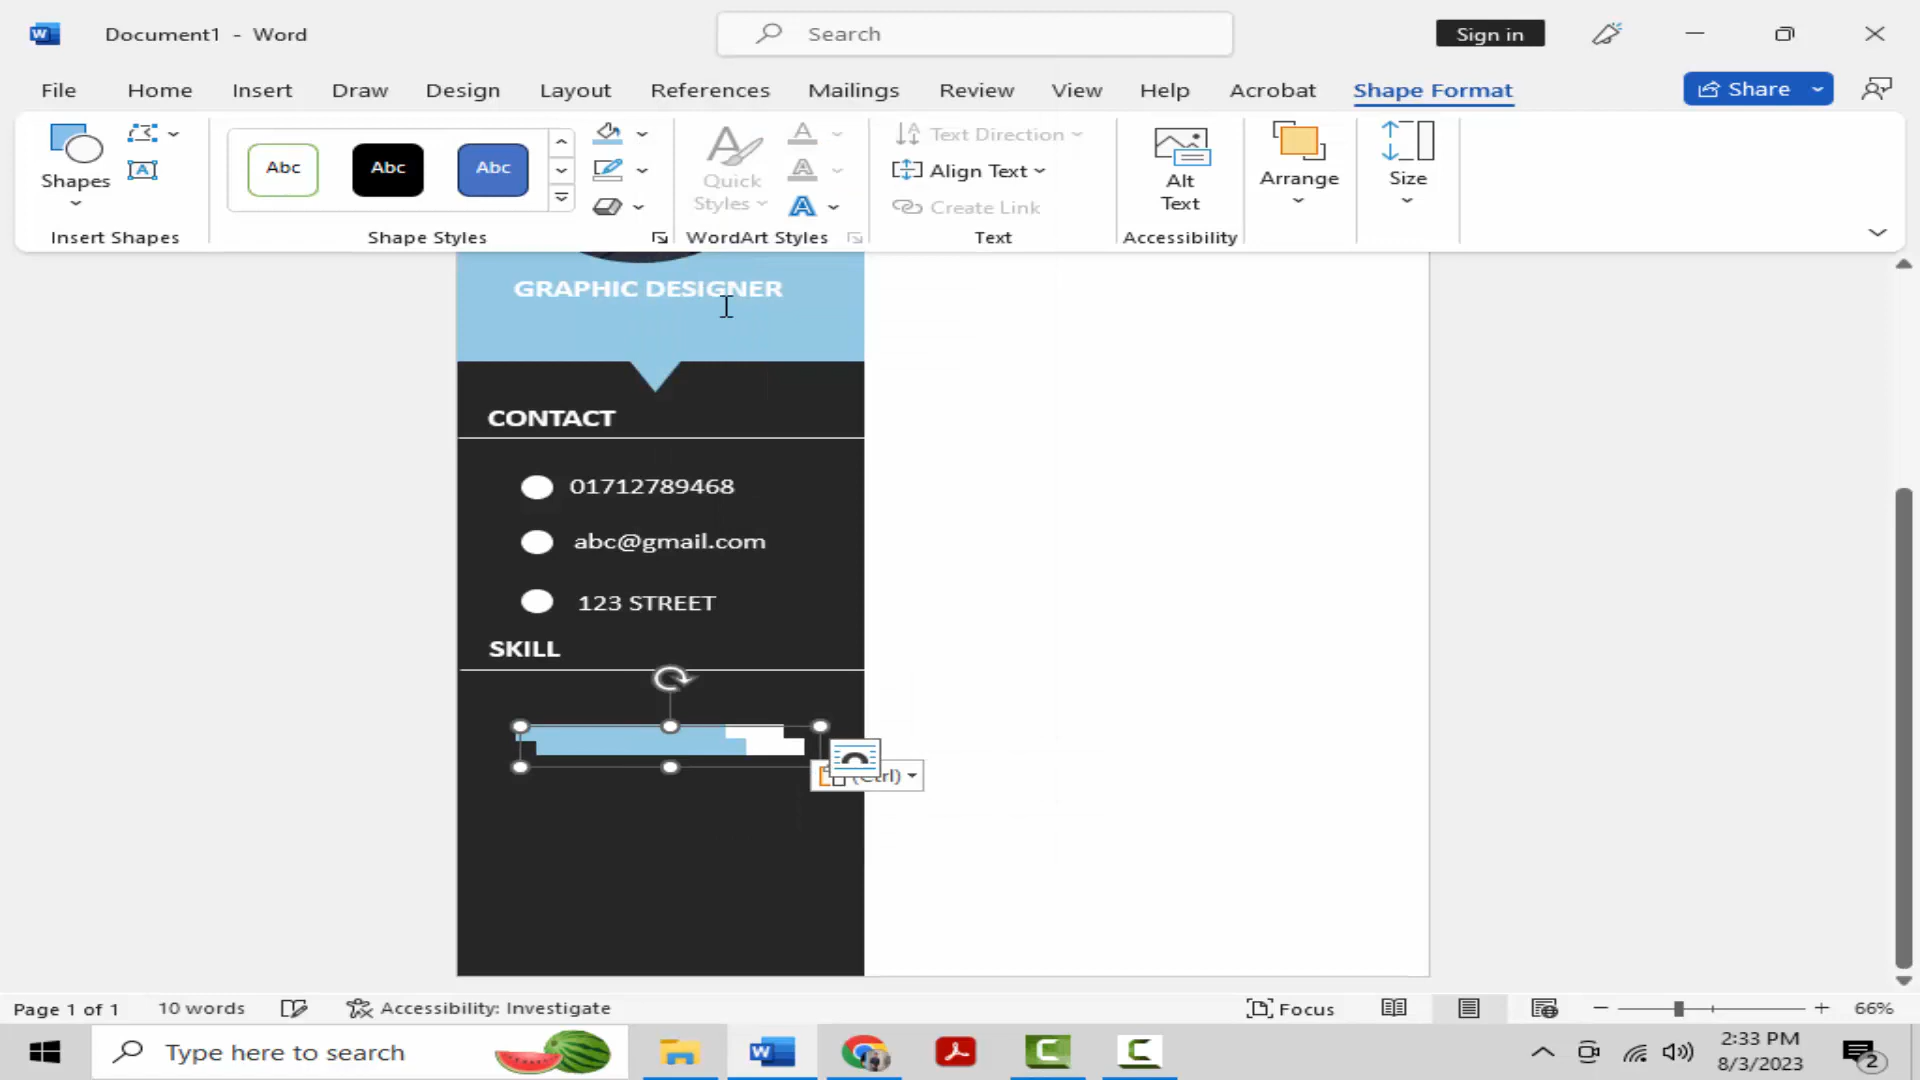 Document1 - Word
Search
Sign in
File Home Insert Draw Design Layout References Mailings Review View Help Acrobat Shape Format
Share
Shapes
Insert Shapes
Abc Abc Abc
Shape Styles
Quick
Styles
WordArt Styles
Text Direction
Align Text
Create Link
Text
Alt
Text
Accessibility
Arrange
Size
GRAPHIC DESIGNER
CONTACT
01712789468
abc@gmail.com
123 STREET
SKILL
(Ctrl)
Page 1 of 1 10 words Accessibility: Investigate Focus 66%
Type here to search
2:33 PM
8/3/2023
2